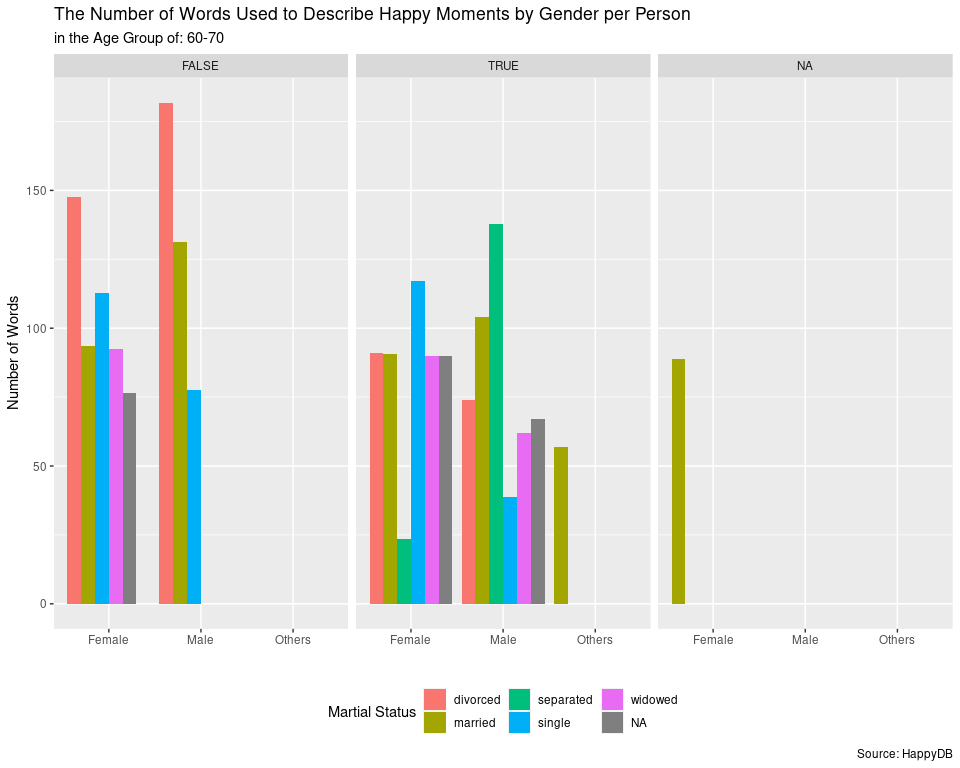 The Number of Words Used to Describe Happy Moments by Gender per Person
in the Age Group of: 60-70
FALSE TRUE NA
Number of Words
150
100
50
0
Female Male Others Female Male Others Female Male Others
Martial Status
divorced separated widowed
married single NA
Source: HappyDB